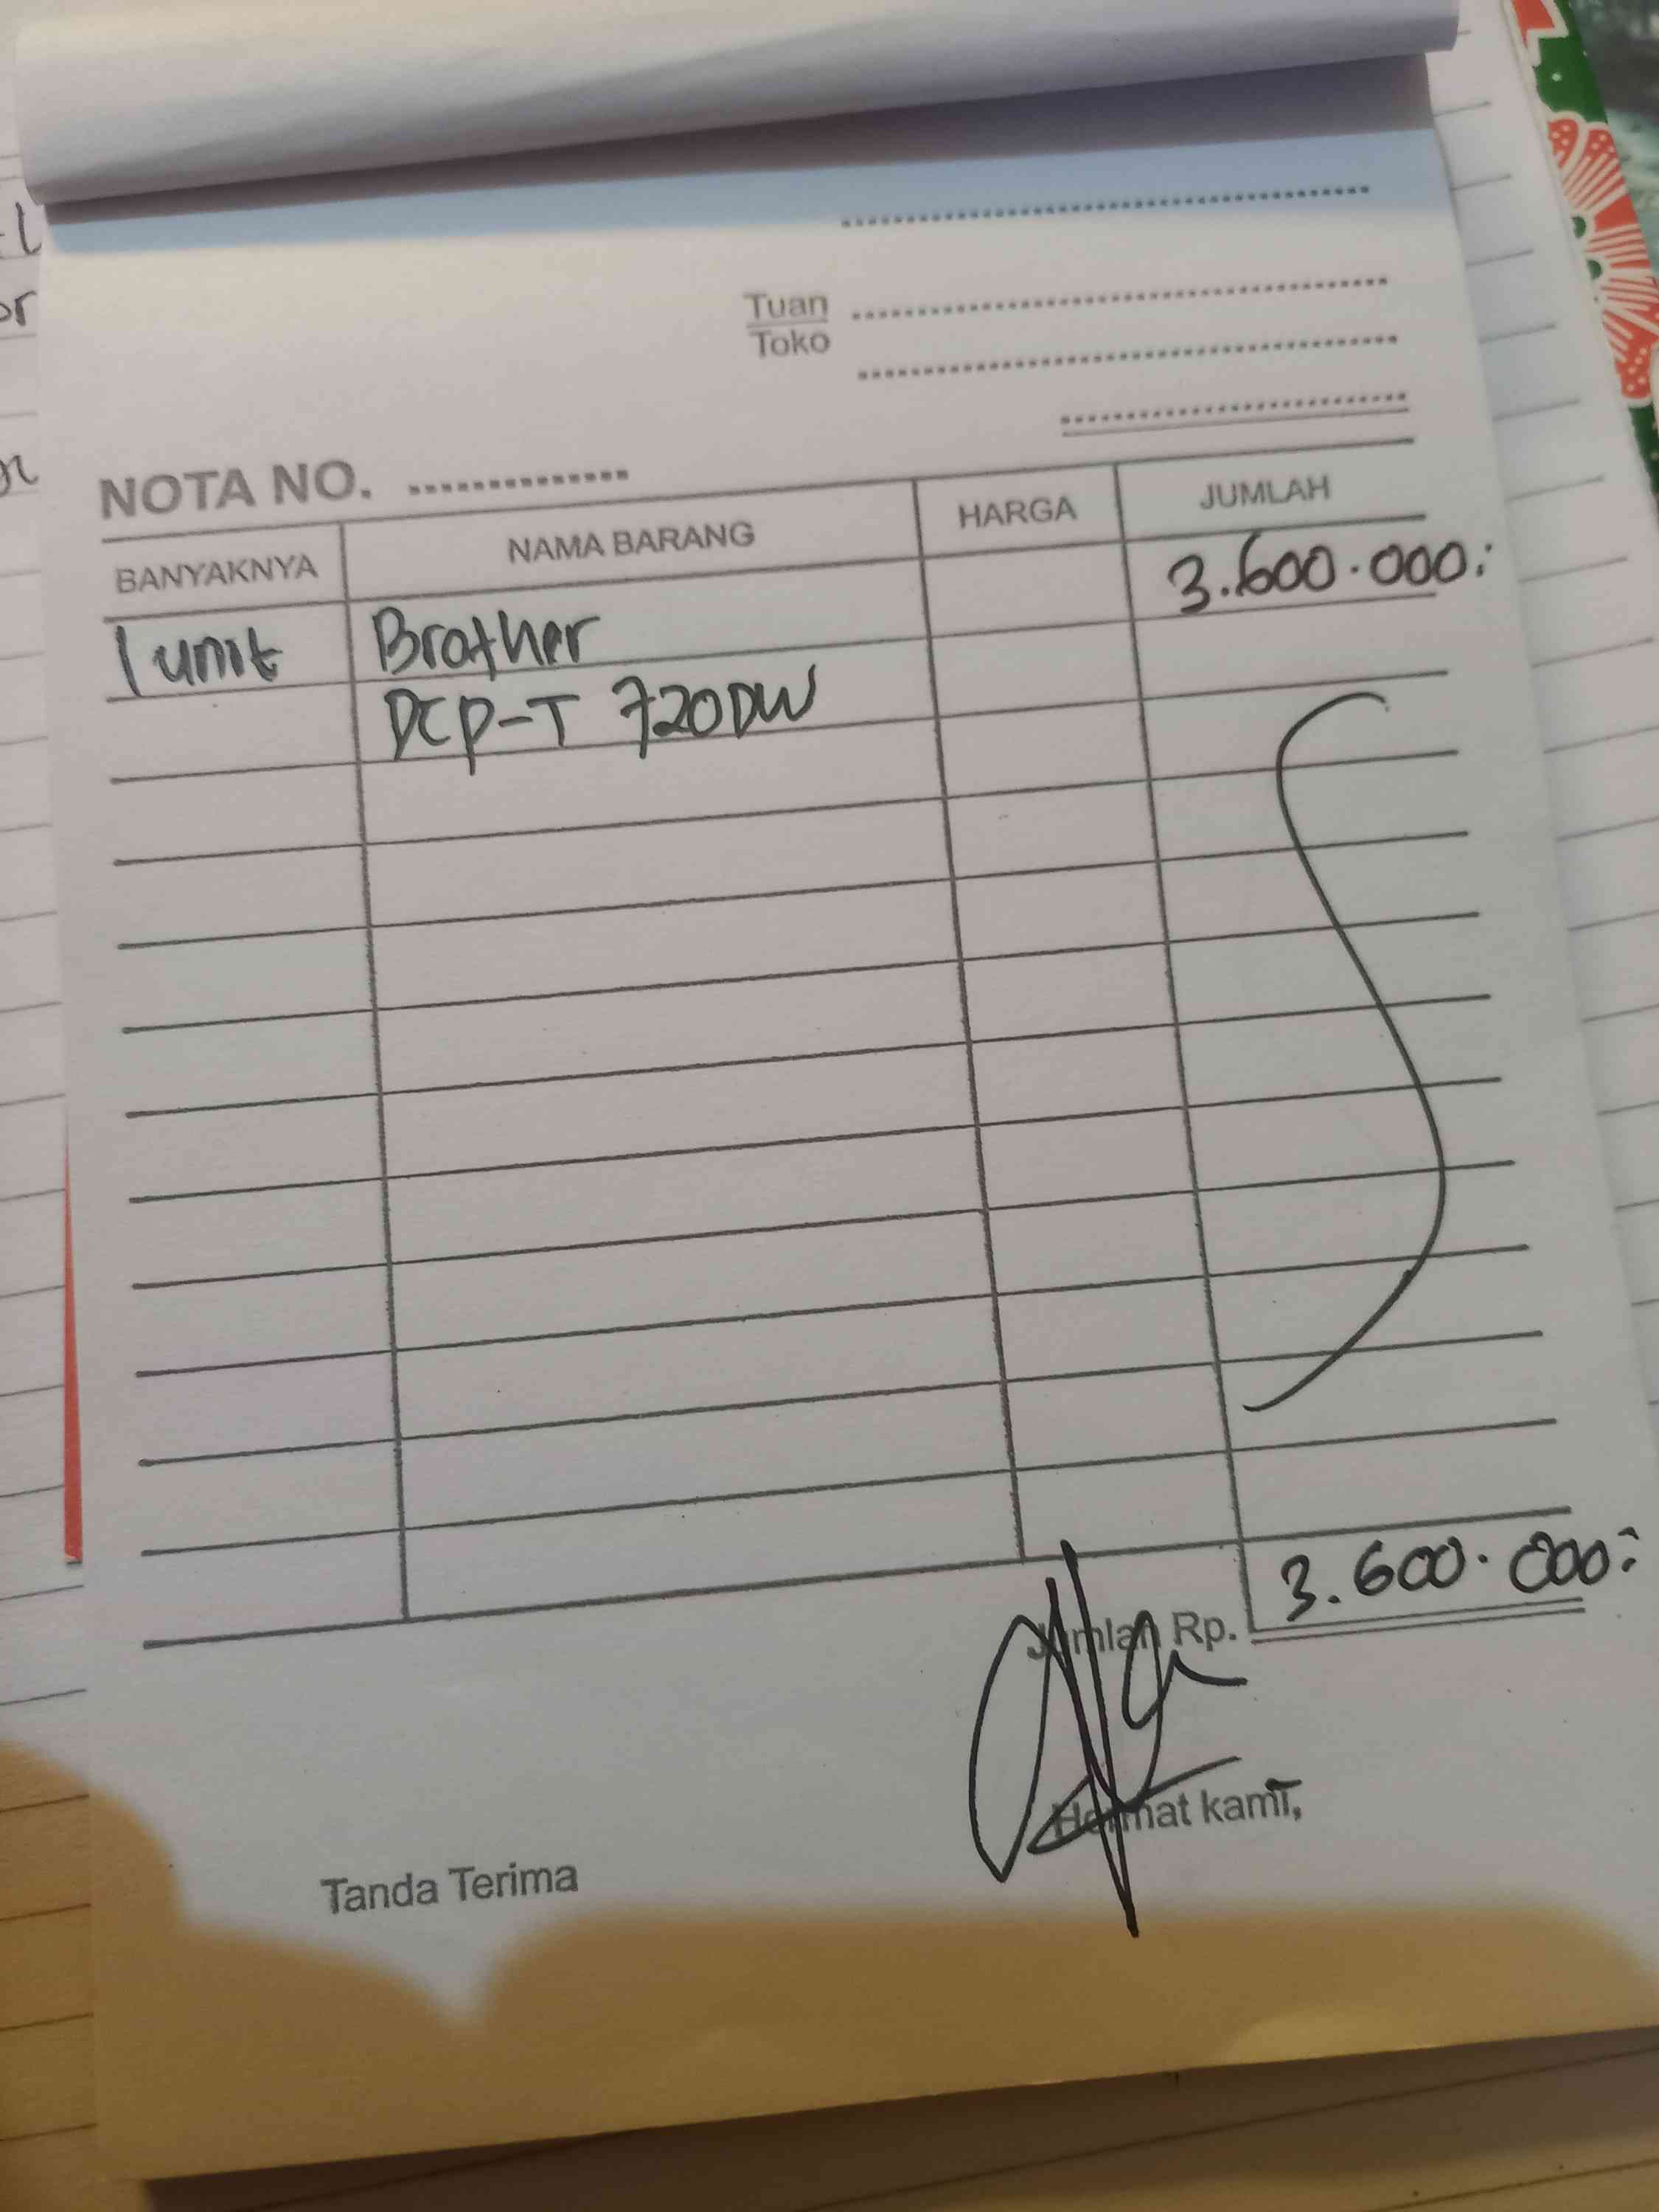 Tuan
Toko
NOTA NO.
BANYAKNYA NAMA BARANG HARGA JUMLAH
1 unit Brother 3.600.000
DCP-T 720DW
Jumlah Rp. 3.600.000
Hormat kami,
Tanda Terima